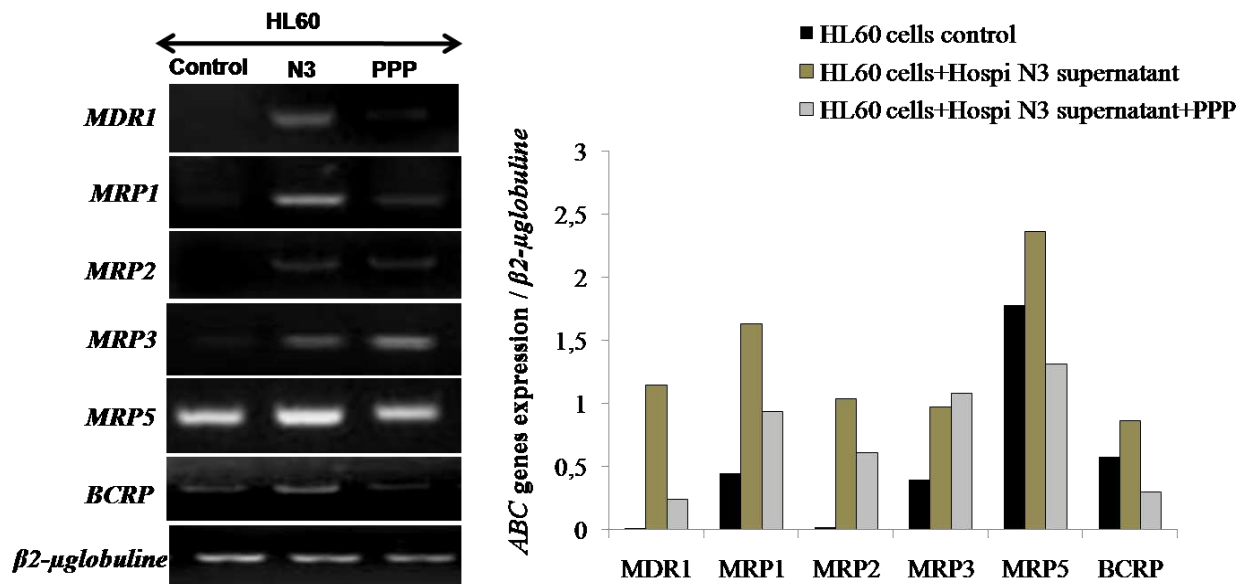 HL60
Control N3 PPP
MDR1
MRP1
MRP2
MRP3
MRP5
BCRP
β2-μglobuline
HL60 cells control
HL60 cells+Hospi N3 supernatant
HL60 cells+Hospi N3 supernatant+PPP
ABC genes expression / β2-μglobuline
3
2,5
2
1,5
1
0,5
0
MDR1 MRP1 MRP2 MRP3 MRP5 BCRP